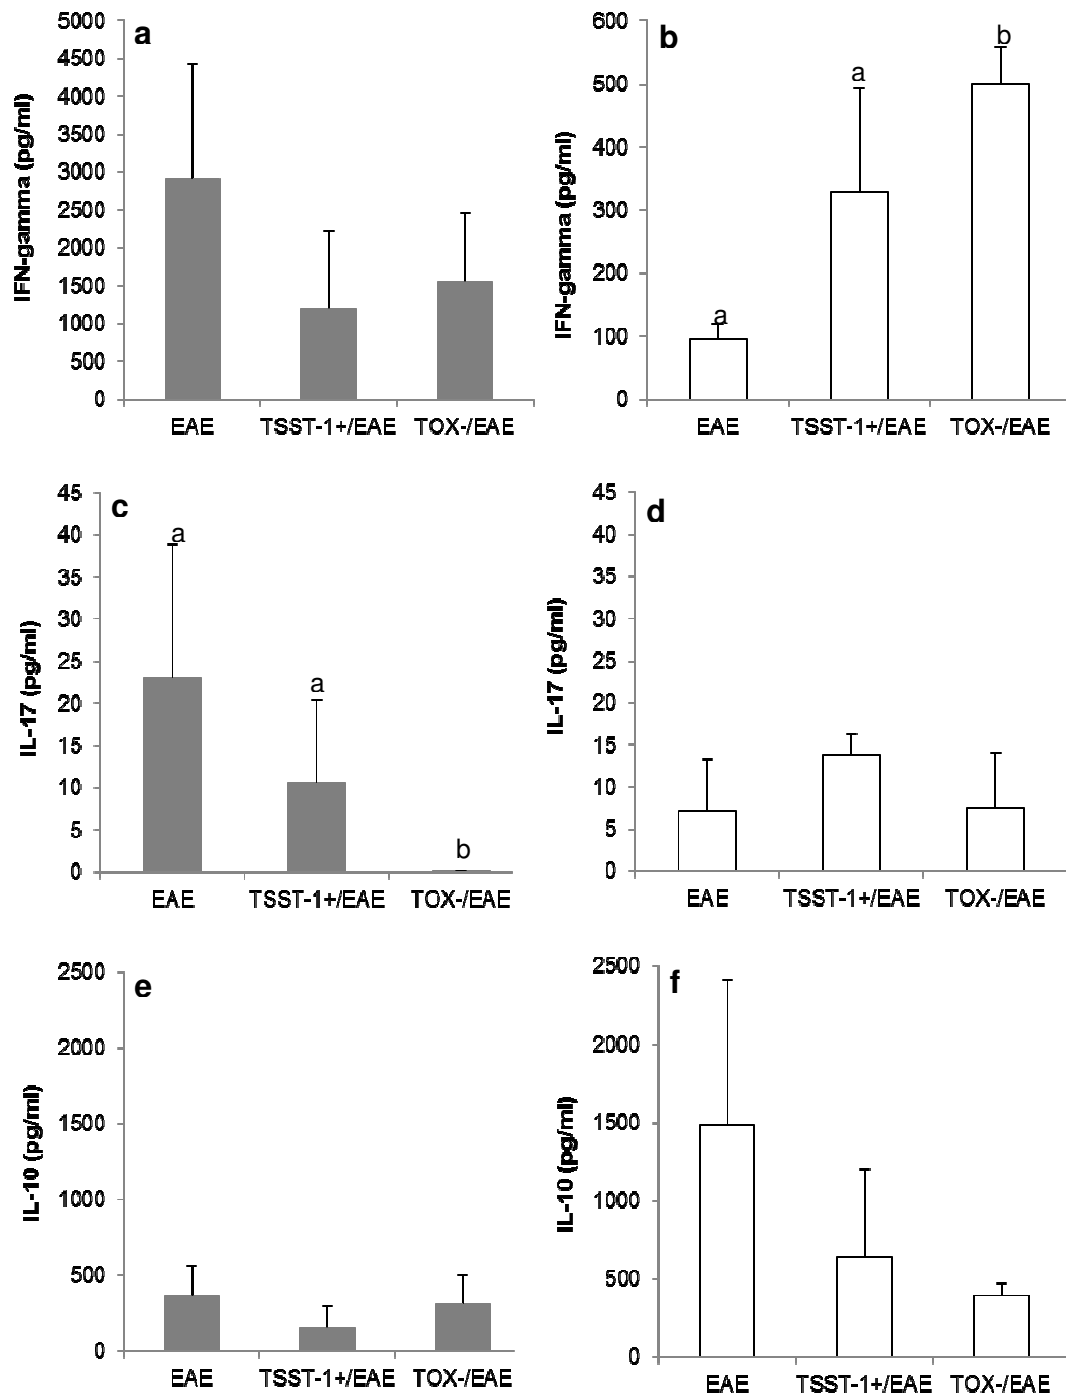 a
IFN-gamma (pg/ml)
5000
4500
4000
3500
3000
2500
2000
1500
1000
500
0
EAE TSST-1+/EAE TOX-/EAE
b
IFN-gamma (pg/ml)
600
500
400
300
200
100
0
a
a
b
EAE TSST-1+/EAE TOX-/EAE
c
IL-17 (pg/ml)
45
40
35
30
25
20
15
10
5
0
a
a
b
EAE TSST-1+/EAE TOX-/EAE
d
IL-17 (pg/ml)
45
40
35
30
25
20
15
10
5
0
EAE TSST-1+/EAE TOX-/EAE
e
IL-10 (pg/ml)
2500
2000
1500
1000
500
0
EAE TSST-1+/EAE TOX-/EAE
f
IL-10 (pg/ml)
2500
2000
1500
1000
500
0
EAE TSST-1+/EAE TOX-/EAE